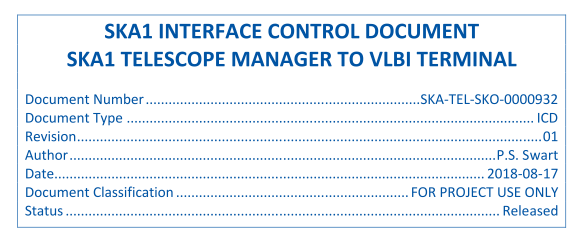 SKA1 INTERFACE CONTROL DOCUMENT
SKA1 TELESCOPE MANAGER TO VLBI TERMINAL
Document Number........................................................................SKA-TEL-SKO-0000932
Document Type ........................................................................................................... ICD
Revision.........................................................................................................................01
Author................................................................................................................P.S. Swart
Date................................................................................................................ 2018-08-17
Document Classification ............................................................. FOR PROJECT USE ONLY
Status ................................................................................................................. Released